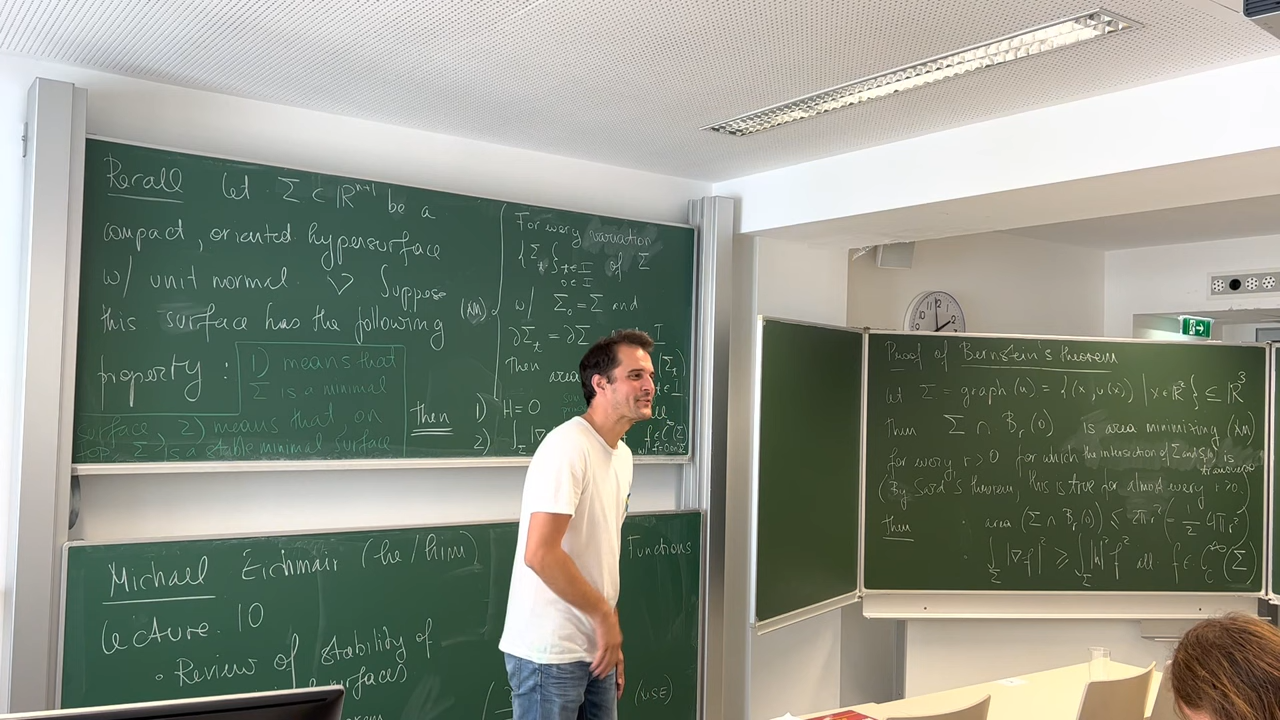 Recall Let Σ ⊂ ℝⁿ⁺¹ be a
compact, oriented hypersurface
w/ unit normal ν. Suppose
this surface has the following
property:
1) means that
Σ is a minimal
surface 2) means that on
top Σ is a stable minimal surface
For every variation
{Σ_t}_{t∈I} of Σ
0∈I
w/ Σ₀ = Σ and
∂Σ_t = ∂Σ I
Then area (Σ_t)
then 1) H=0
2) ∫_Σ |∇
w/ f=0 on ∂Σ
Michael Eichmair (he/him)
Lecture 10
• Review of stability of
surfaces)
Functions
(MSE)
Proof of Bernstein's theorem
Let Σ = graph(u) = {(x, u(x)) | x∈ℝ²} ⊆ ℝ³
Then Σ ∩ B_r(0) is area minimizing (AM)
for every r>0 for which the intersection of Σ and S_r(0) is
transverse
(By Sard's theorem, this is true for almost every r>0.)
then : area (Σ ∩ B_r(0)) ≤ 2πr² (= 1/2 4πr²)
∫_Σ |∇f|² ≥ ∫_Σ |h|² f² all f ∈ C_c^∞(Σ)